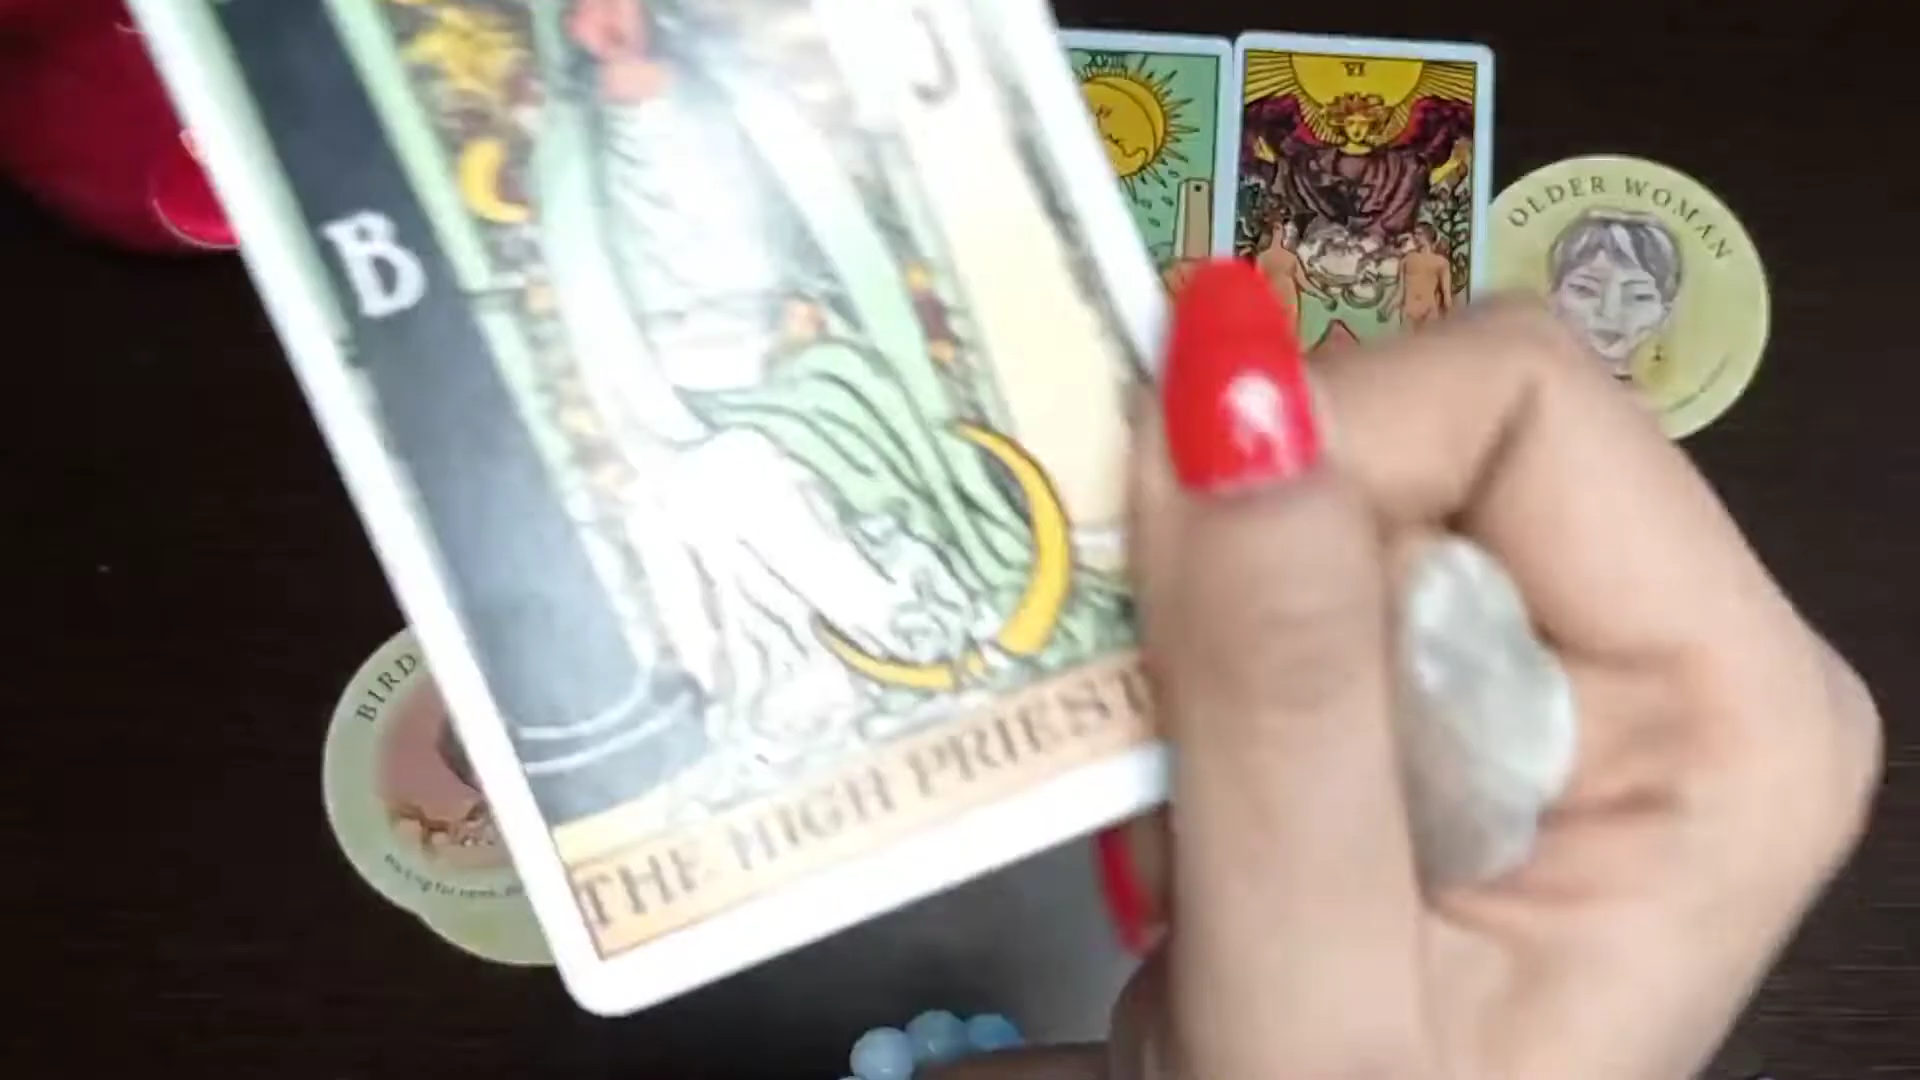 B
J
VI
OLDER WOMAN
BIRD
THE HIGH PRIEST